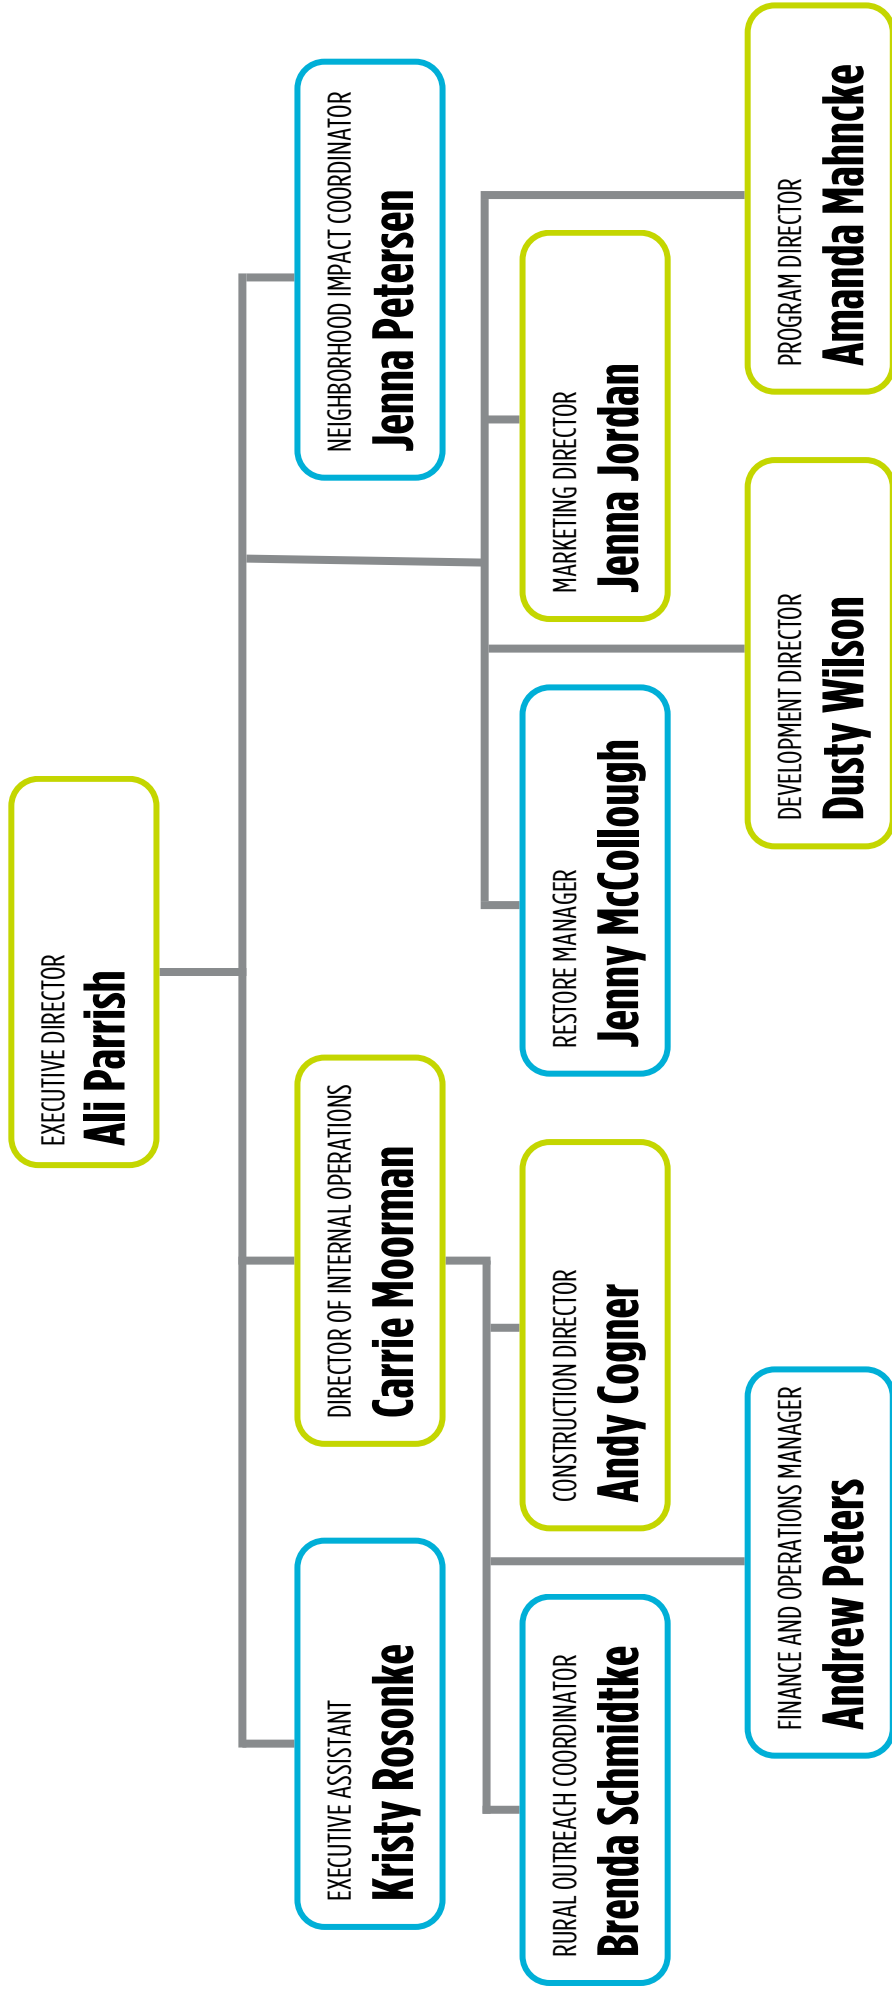 EXECUTIVE DIRECTOR
Ali Parrish
EXECUTIVE ASSISTANT
Kristy Rosonke
DIRECTOR OF INTERNAL OPERATIONS
Carrie Moorman
NEIGHBORHOOD IMPACT COORDINATOR
Jenna Petersen
RURAL OUTREACH COORDINATOR
Brenda Schmidtke
CONSTRUCTION DIRECTOR
Andy Cogner
RESTORE MANAGER
Jenny McCollough
MARKETING DIRECTOR
Jenna Jordan
FINANCE AND OPERATIONS MANAGER
Andrew Peters
DEVELOPMENT DIRECTOR
Dusty Wilson
PROGRAM DIRECTOR
Amanda Mahncke